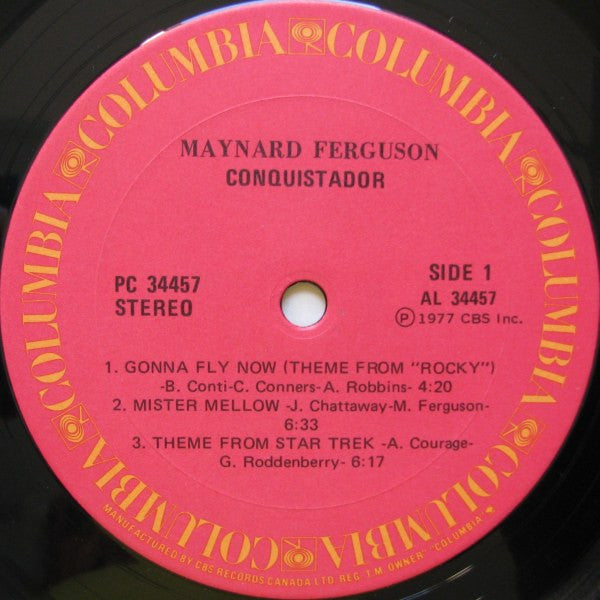 COLUMBIA COLUMBIA COLUMBIA COLUMBIA COLUMBIA COLUMBIA
MAYNARD FERGUSON
CONQUISTADOR
PC 34457
STEREO
SIDE 1
AL 34457
Ⓟ 1977 CBS Inc.
1. GONNA FLY NOW (THEME FROM "ROCKY")
-B. Conti-C. Conners-A. Robbins- 4:20
2. MISTER MELLOW -J. Chattaway-M. Ferguson-
6:33
3. THEME FROM STAR TREK -A. Courage-
G. Roddenberry- 6:17
MANUFACTURED BY CBS RECORDS CANADA LTD. REG. T.M. OWNER "COLUMBIA"